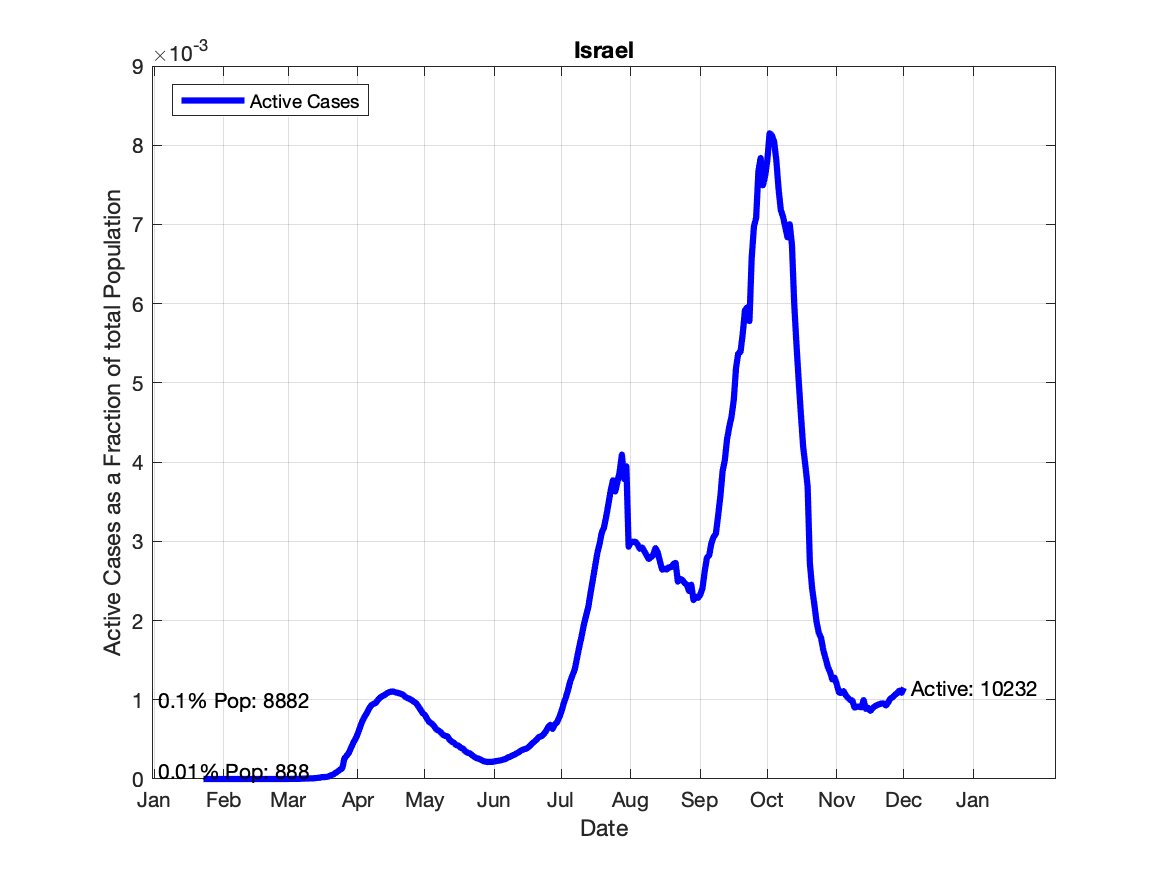 Israel
×10-3
Active Cases
9
8
7
6
5
4
3
2
1
0
Active Cases as a Fraction of total Population
0.1% Pop: 8882
0.01% Pop: 888
Active: 10232
Jan Feb Mar Apr May Jun Jul Aug Sep Oct Nov Dec Jan
Date